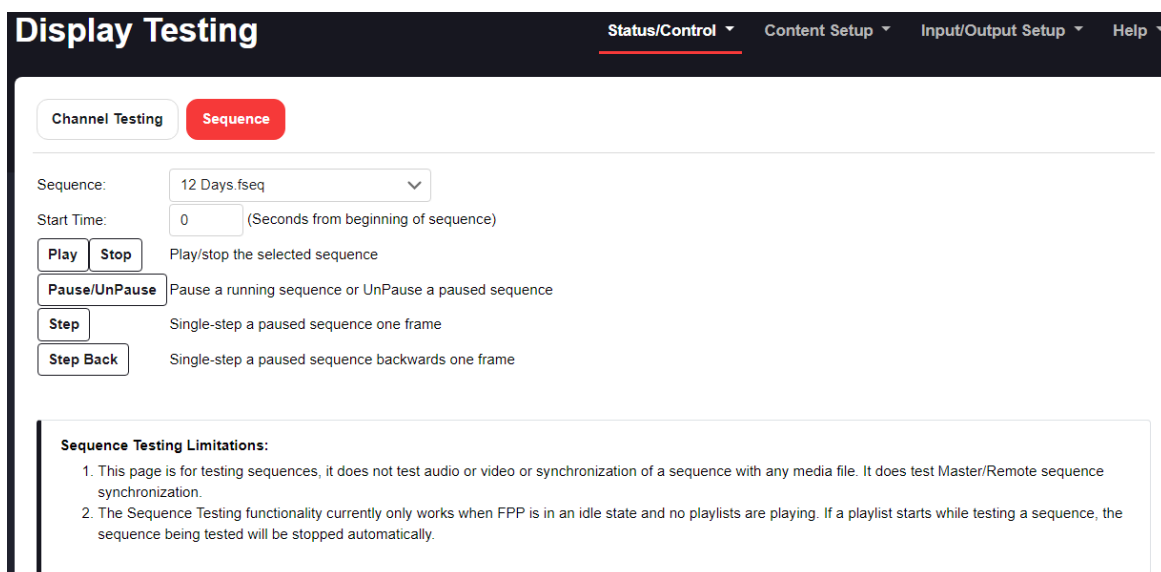 Display Testing
Status/Control
Content Setup
Input/Output Setup
Help
Channel Testing
Sequence
Sequence:
12 Days.fseq
Start Time:
0
(Seconds from beginning of sequence)
Play
Stop
Play/stop the selected sequence
Pause/UnPause
Pause a running sequence or UnPause a paused sequence
Step
Single-step a paused sequence one frame
Step Back
Single-step a paused sequence backwards one frame
Sequence Testing Limitations:
1. This page is for testing sequences, it does not test audio or video or synchronization of a sequence with any media file. It does test Master/Remote sequence
synchronization.
2. The Sequence Testing functionality currently only works when FPP is in an idle state and no playlists are playing. If a playlist starts while testing a sequence, the
sequence being tested will be stopped automatically.